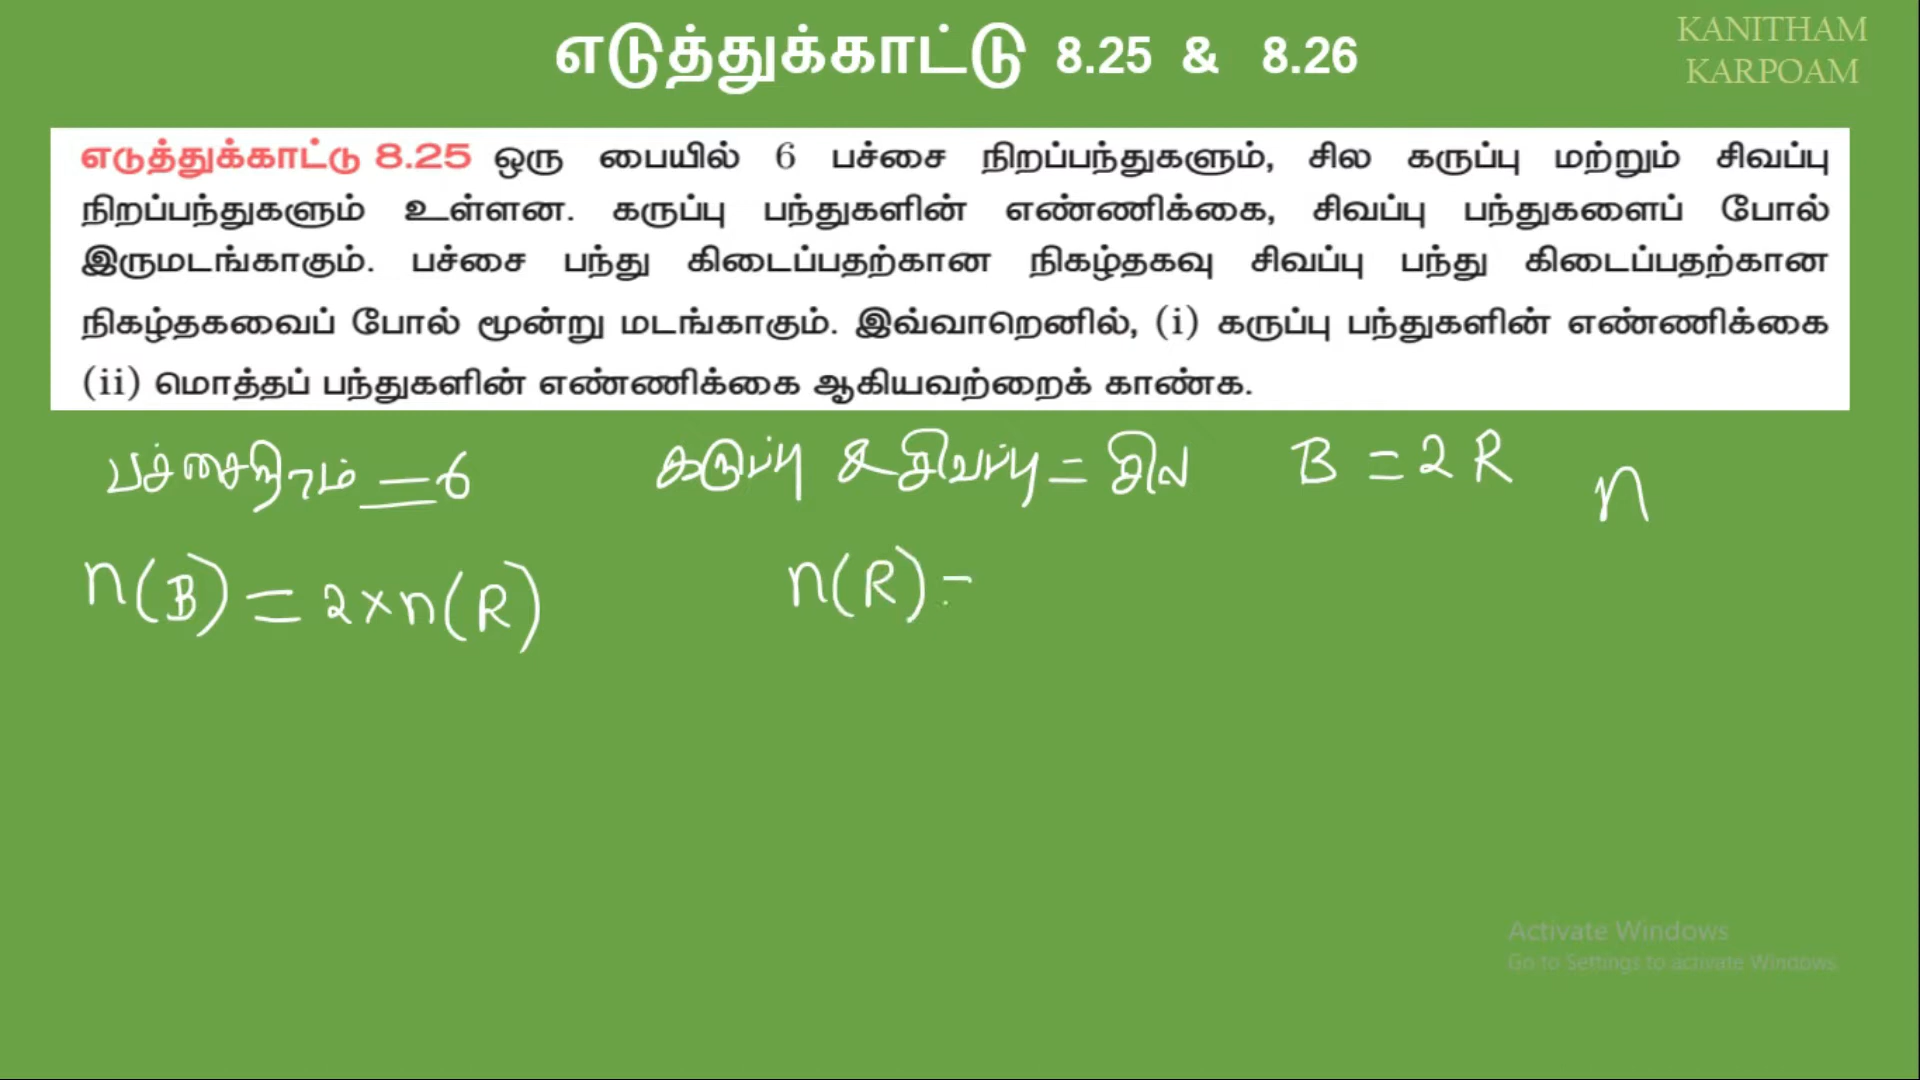 எடுத்துக்காட்டு 8.25 & 8.26
KANITHAM
KARPOAM
எடுத்துக்காட்டு 8.25 ஒரு பையில் 6 பச்சை நிறப்பந்துகளும், சில கருப்பு மற்றும் சிவப்பு
நிறப்பந்துகளும் உள்ளன. கருப்பு பந்துகளின் எண்ணிக்கை, சிவப்பு பந்துகளைப் போல்
இருமடங்காகும். பச்சை பந்து கிடைப்பதற்கான நிகழ்தகவு சிவப்பு பந்து கிடைப்பதற்கான
நிகழ்தகவைப் போல் மூன்று மடங்காகும். இவ்வாறெனில், (i) கருப்பு பந்துகளின் எண்ணிக்கை
(ii) மொத்தப் பந்துகளின் எண்ணிக்கை ஆகியவற்றைக் காண்க.
பச்சைநிறம் = 6 கருப்பு & சிவப்பு = சில B = 2 R n
n(B) = 2×n(R) n(R) =
Activate Windows
Go to Settings to activate Windows